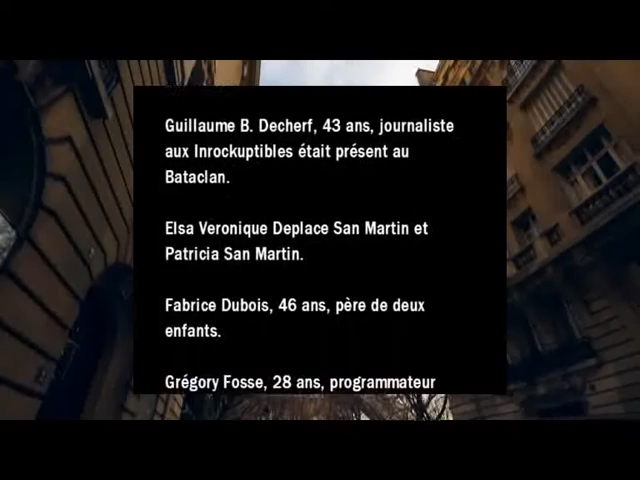 Guillaume B. Decherf, 43 ans, journaliste
aux Inrockuptibles était présent au
Bataclan.
Elsa Veronique Deplace San Martin et
Patricia San Martin.
Fabrice Dubois, 46 ans, père de deux
enfants.
Grégory Fosse, 28 ans, programmateur